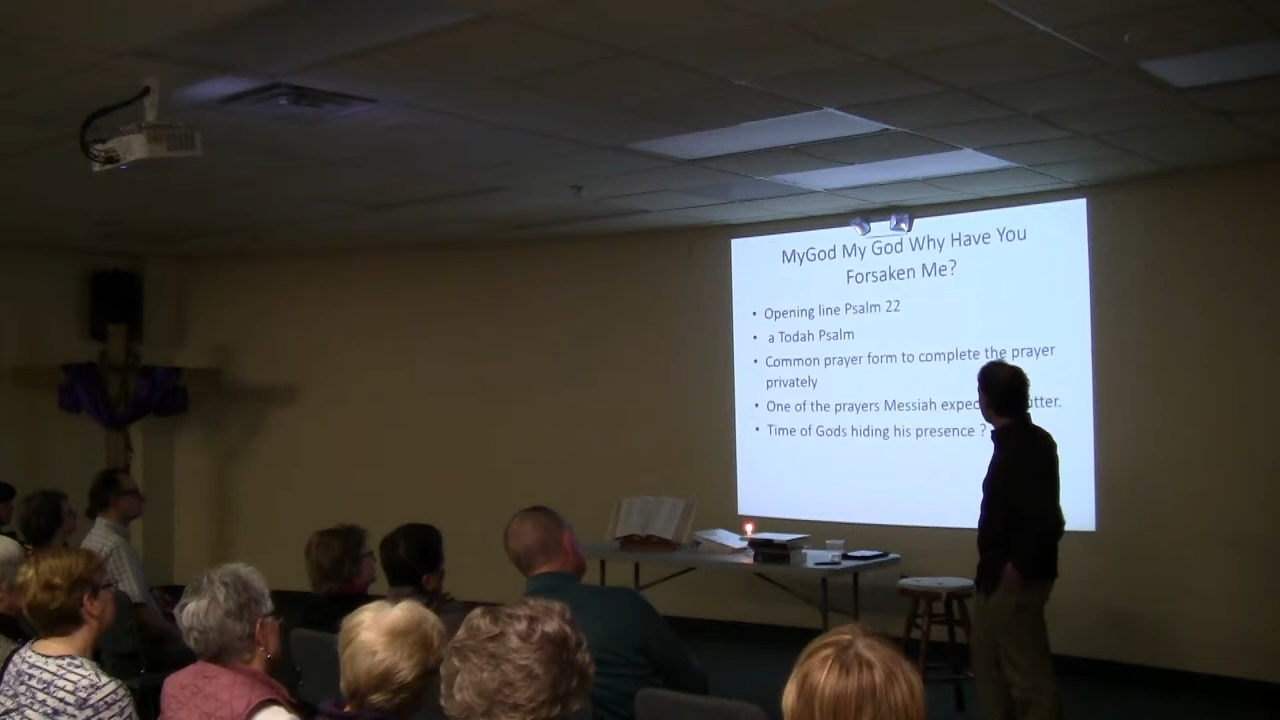 MyGod My God Why Have You
Forsaken Me?
• Opening line Psalm 22
• a Todah Psalm
• Common prayer form to complete the prayer
privately
• One of the prayers Messiah utter.
• Time of Gods hiding his presence ?